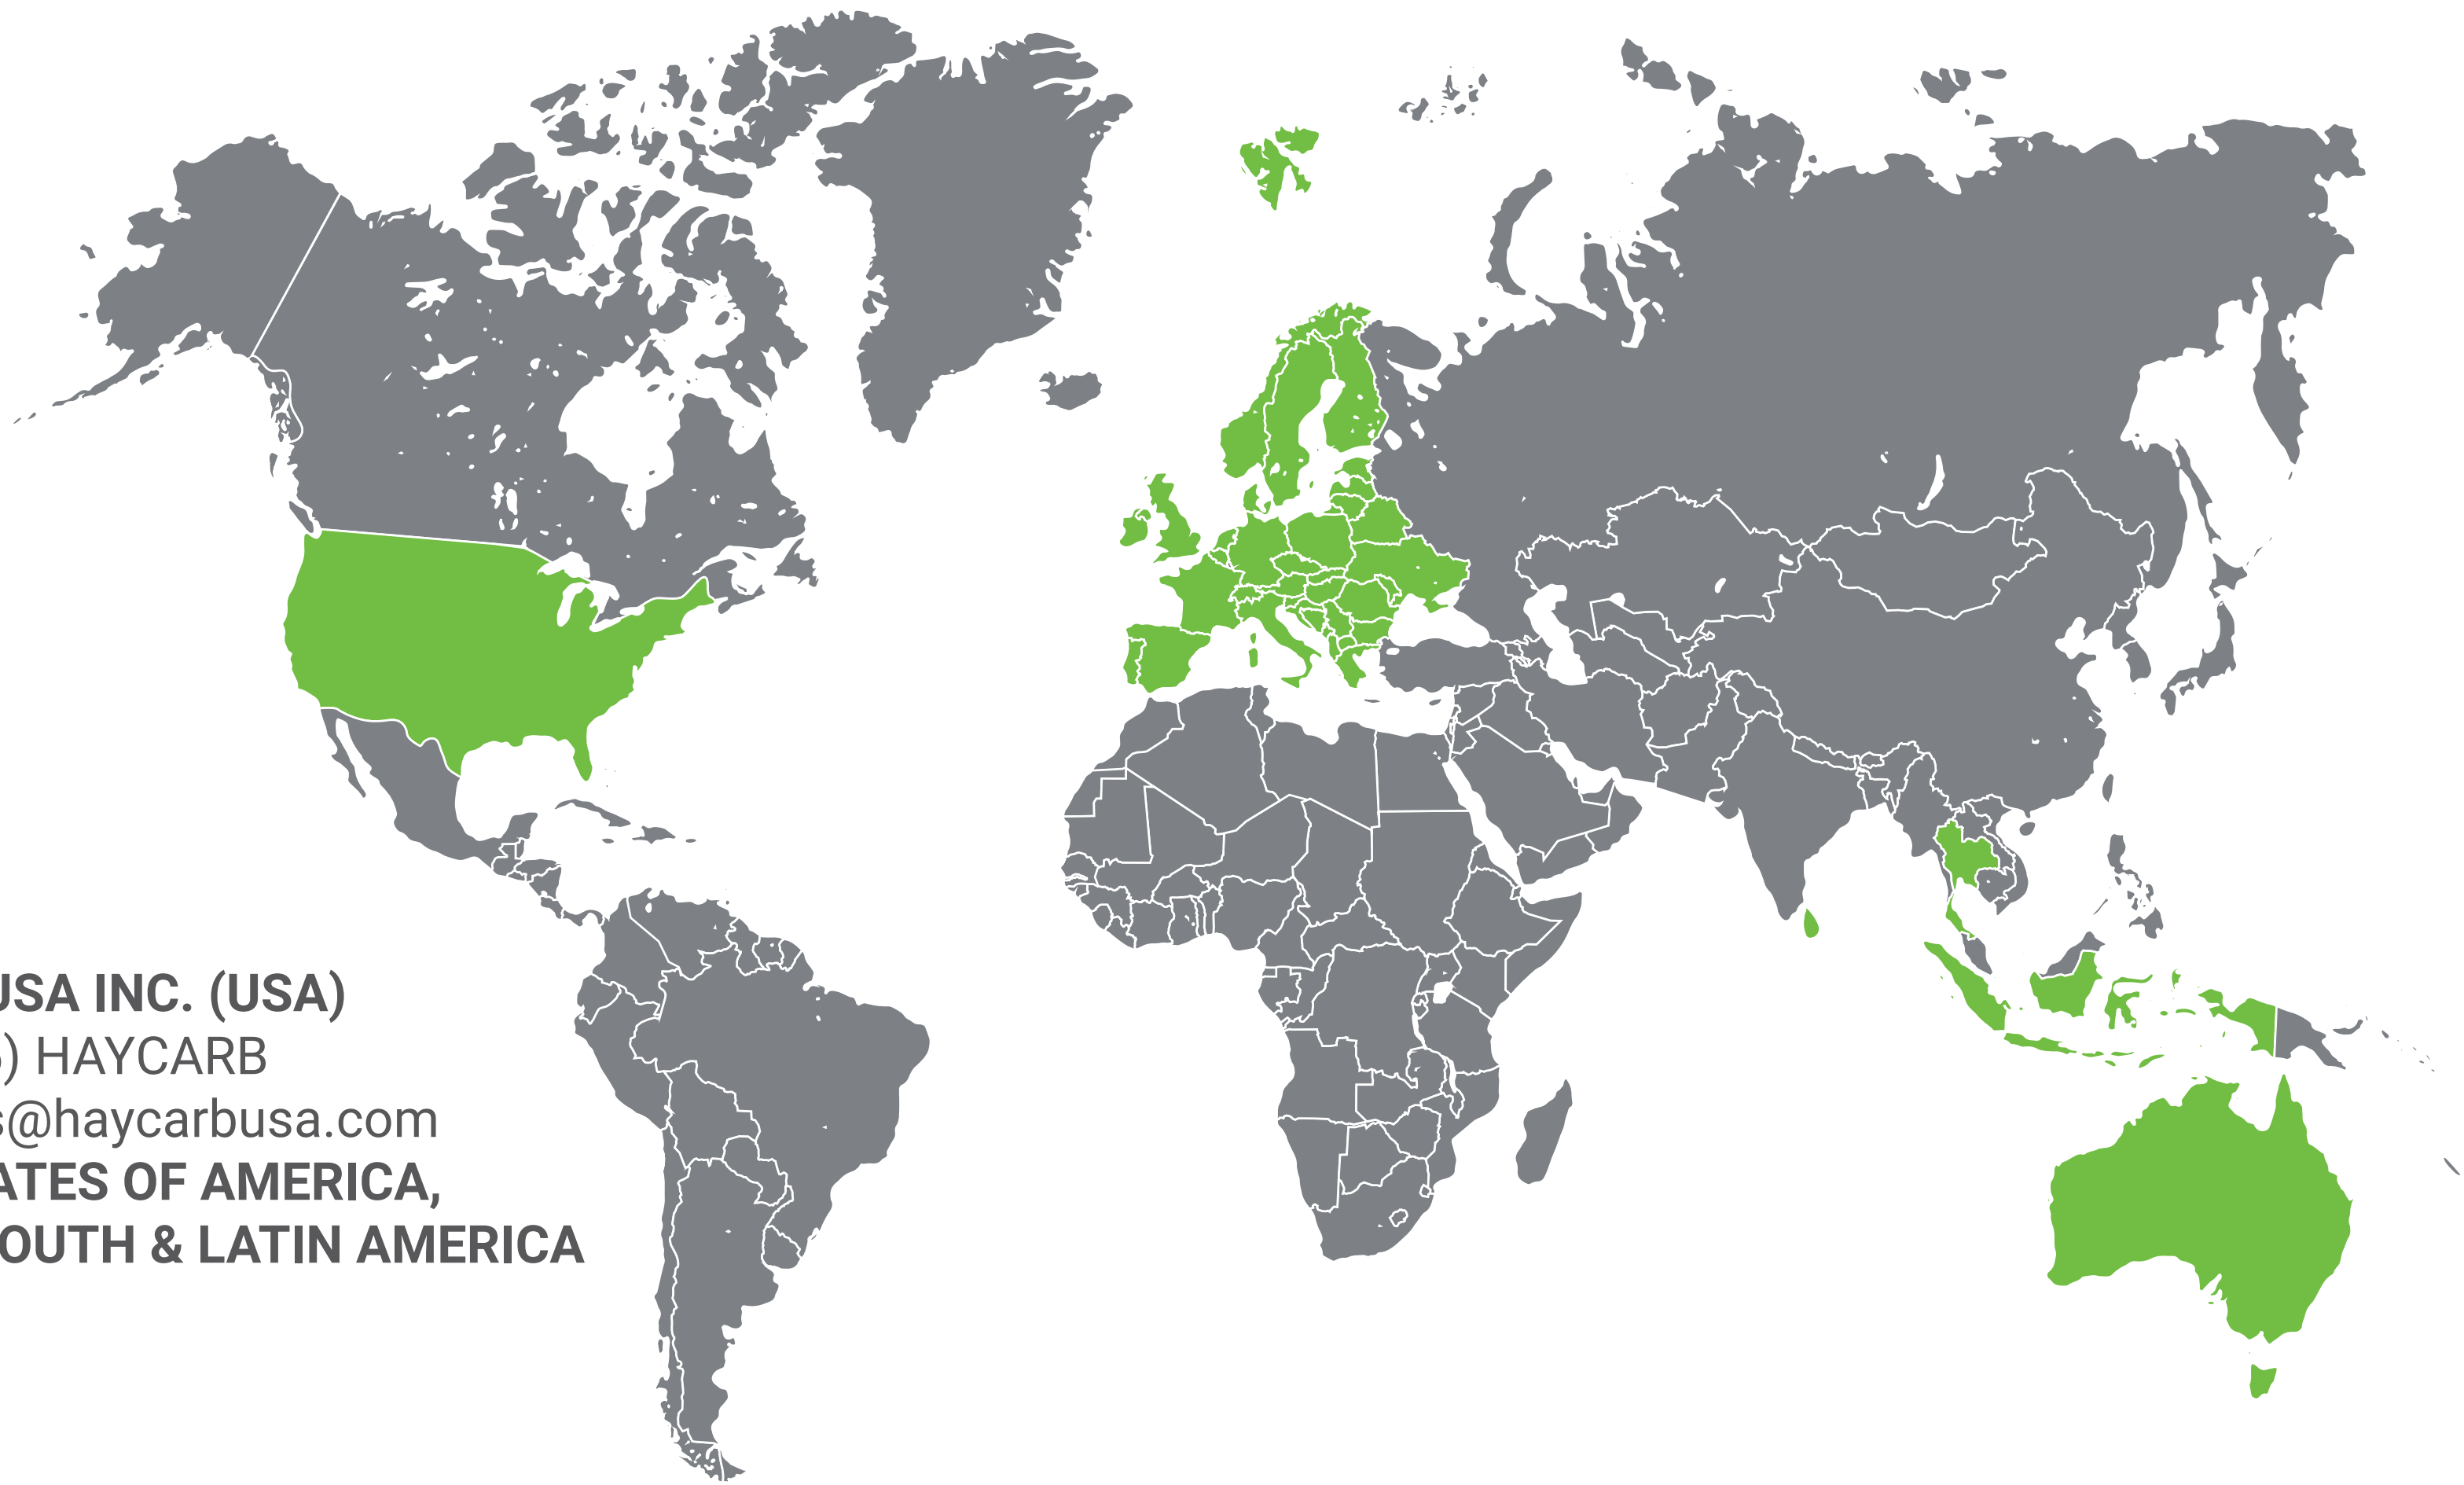 USA INC. (USA)
) HAYCARB
@haycarbusa.com
ATES OF AMERICA,
OUTH & LATIN AMERICA